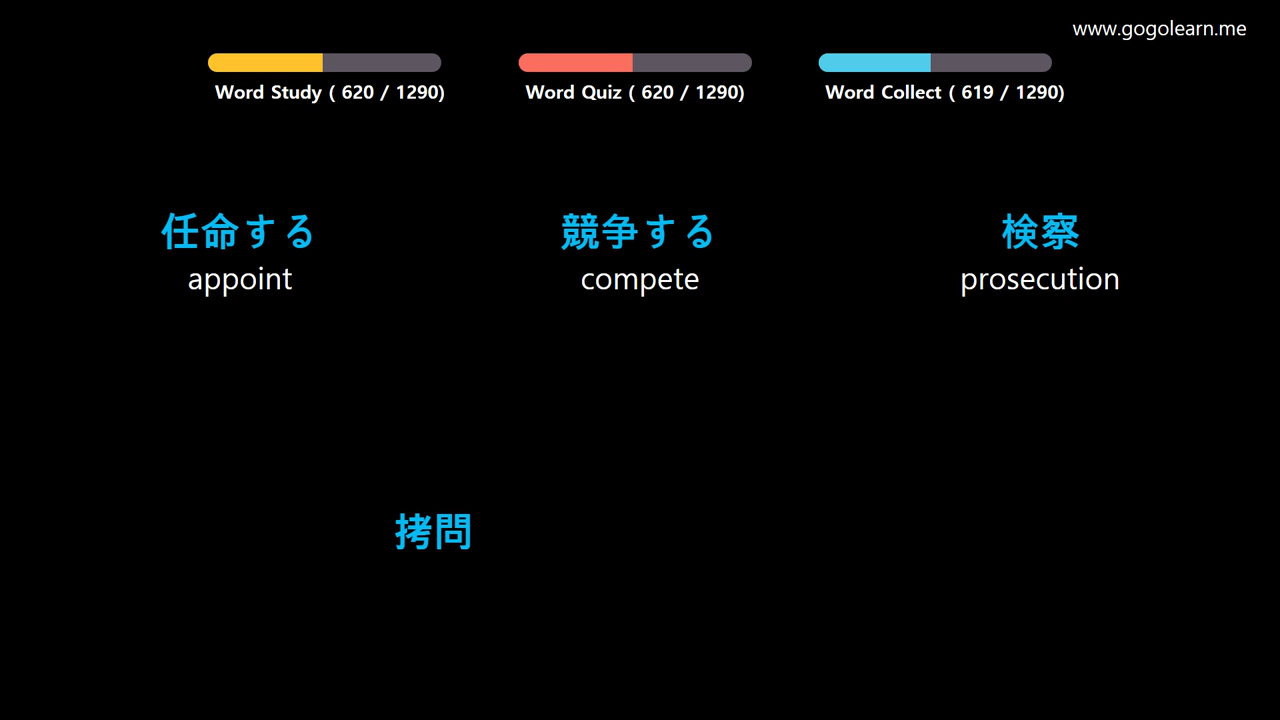 www.gogolearn.me
Word Study ( 620 / 1290)
Word Quiz ( 620 / 1290)
Word Collect ( 619 / 1290)
任命する
appoint
競争する
compete
検察
prosecution
拷問